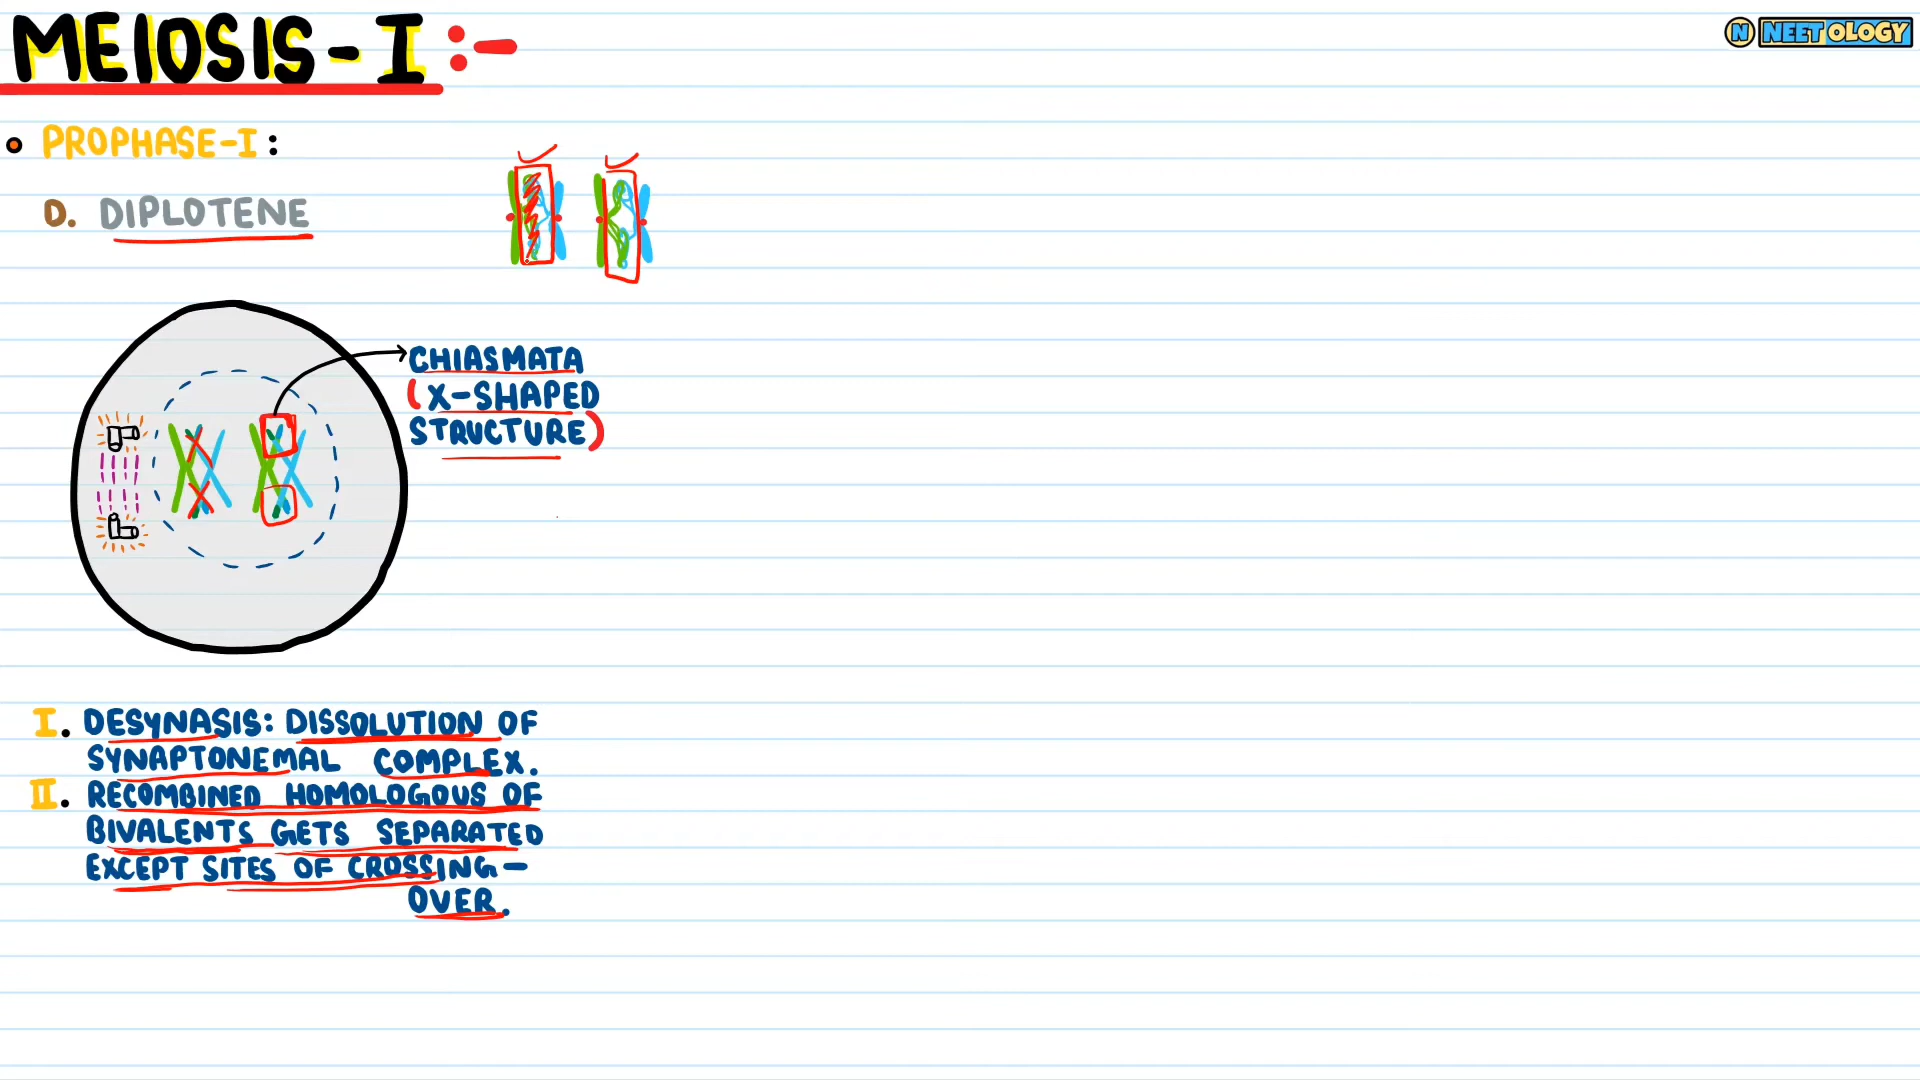 MEIOSIS-I :-
N NEETOLOGY
PROPHASE-I :
D. DIPLOTENE
CHIASMATA
(X-SHAPED
STRUCTURE)
I. DESYNASIS: DISSOLUTION OF
SYNAPTONEMAL COMPLEX.
II. RECOMBINED HOMOLOGOUS OF
BIVALENTS GETS SEPARATED
EXCEPT SITES OF CROSSING-
OVER.